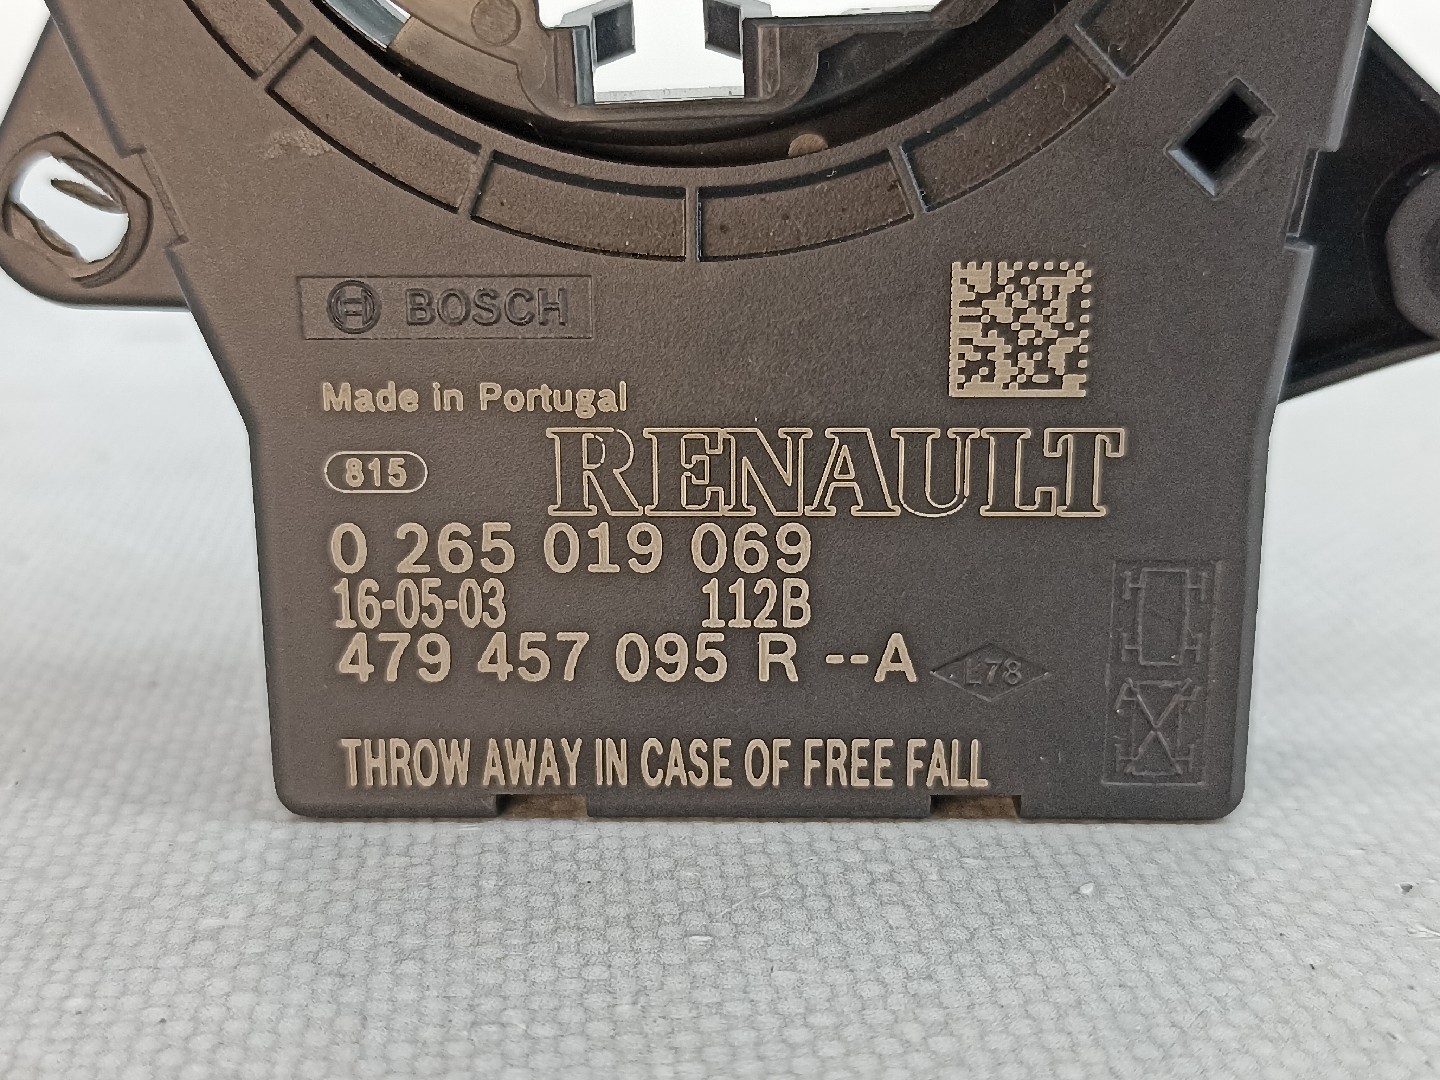 BOSCH
Made in Portugal
815
RENAULT
0 265 019 069
16-05-03 112B
479 457 095 R --A
L78
THROW AWAY IN CASE OF FREE FALL